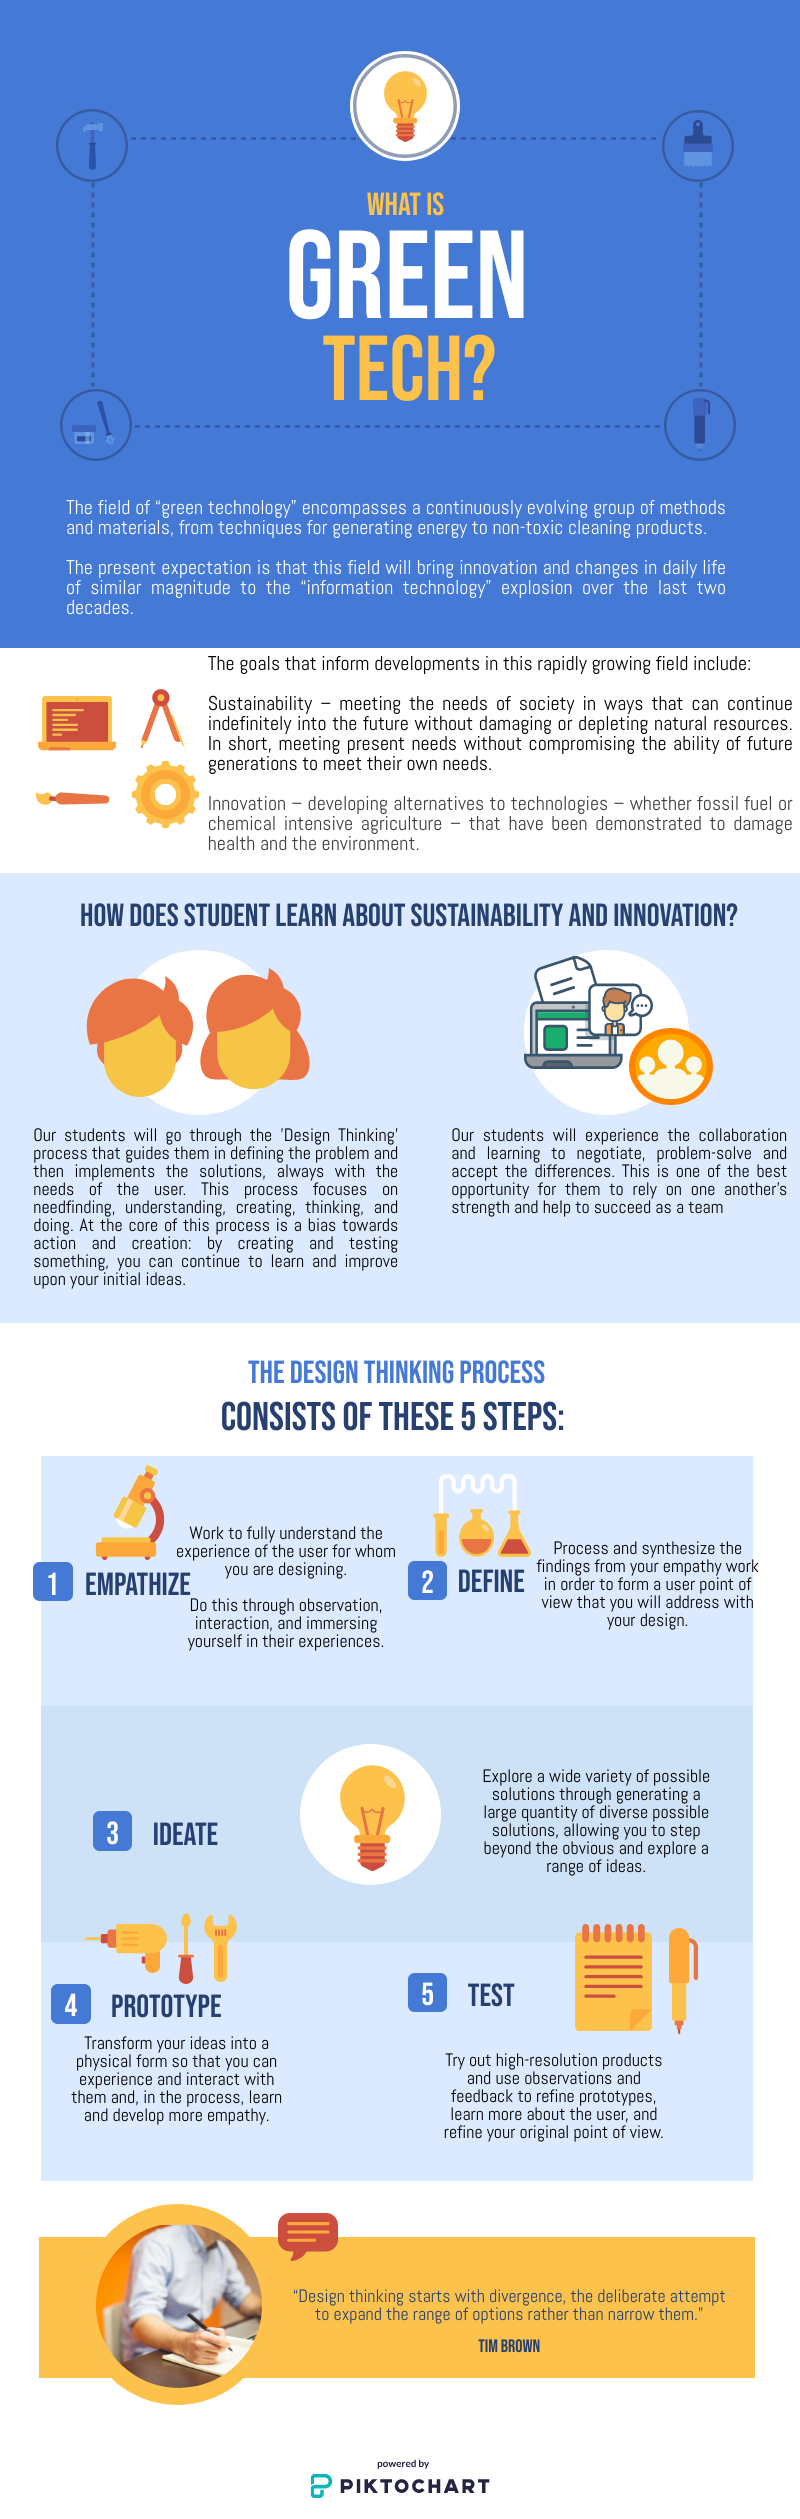 WHAT IS
GREEN
TECH?
The field of “green technology” encompasses a continuously evolving group of methods
and materials, from techniques for generating energy to non-toxic cleaning products.
The present expectation is that this field will bring innovation and changes in daily life
of similar magnitude to the “information technology” explosion over the last two
decades.
The goals that inform developments in this rapidly growing field include:
Sustainability – meeting the needs of society in ways that can continue
indefinitely into the future without damaging or depleting natural resources.
In short, meeting present needs without compromising the ability of future
generations to meet their own needs.
Innovation – developing alternatives to technologies – whether fossil fuel or
chemical intensive agriculture – that have been demonstrated to damage
health and the environment.
HOW DOES STUDENT LEARN ABOUT SUSTAINABILITY AND INNOVATION?
Our students will go through the 'Design Thinking'
process that guides them in defining the problem and
then implements the solutions, always with the
needs of the user. This process focuses on
needfinding, understanding, creating, thinking, and
doing. At the core of this process is a bias towards
action and creation: by creating and testing
something, you can continue to learn and improve
upon your initial ideas.
Our students will experience the collaboration
and learning to negotiate, problem-solve and
accept the differences. This is one of the best
opportunity for them to rely on one another's
strength and help to succeed as a team
THE DESIGN THINKING PROCESS
CONSISTS OF THESE 5 STEPS:
1 EMPATHIZE
Work to fully understand the
experience of the user for whom
you are designing.
Do this through observation,
interaction, and immersing
yourself in their experiences.
2 DEFINE
Process and synthesize the
findings from your empathy work
in order to form a user point of
view that you will address with
your design.
3 IDEATE
Explore a wide variety of possible
solutions through generating a
large quantity of diverse possible
solutions, allowing you to step
beyond the obvious and explore a
range of ideas.
4 PROTOTYPE
Transform your ideas into a
physical form so that you can
experience and interact with
them and, in the process, learn
and develop more empathy.
5 TEST
Try out high-resolution products
and use observations and
feedback to refine prototypes,
learn more about the user, and
refine your original point of view.
“Design thinking starts with divergence, the deliberate attempt
to expand the range of options rather than narrow them.”
TIM BROWN
powered by
PIKTOCHART